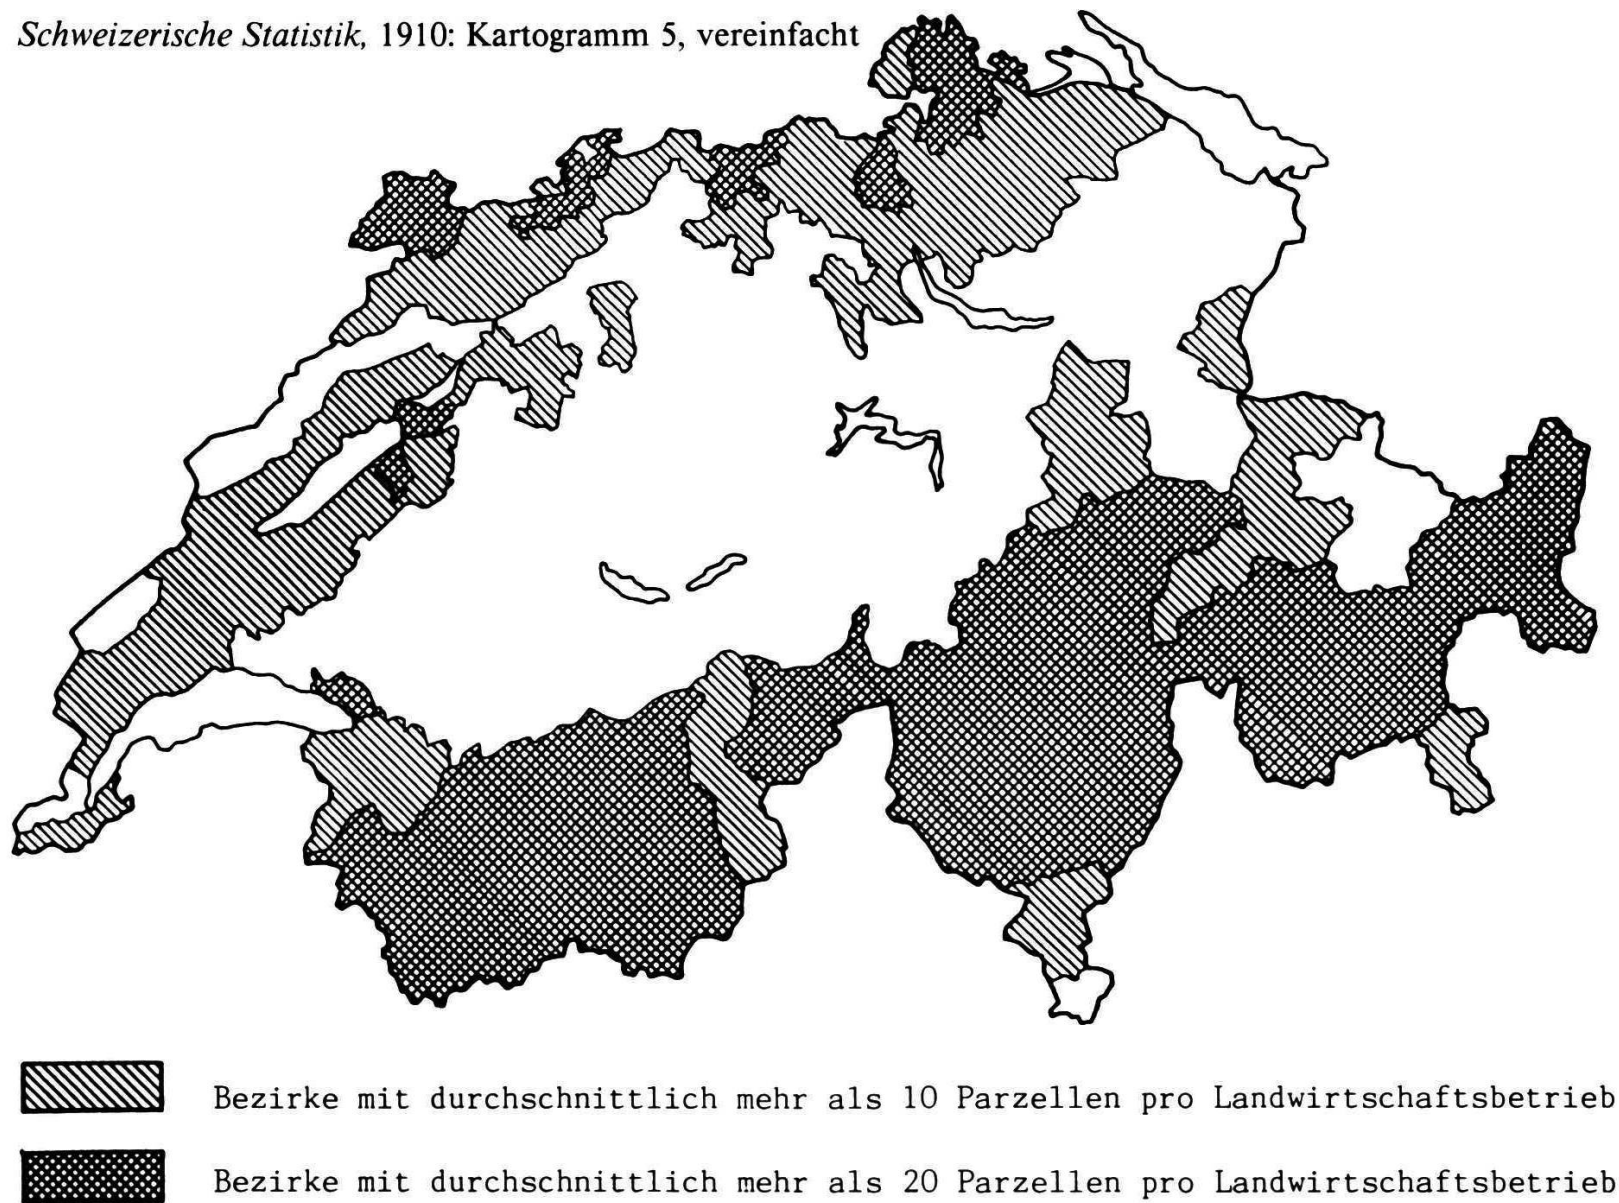 Schweizerische Statistik, 1910: Kartogramm 5, vereinfacht
Bezirke mit durchschnittlich mehr als 10 Parzellen pro Landwirtschaftsbetrieb
Bezirke mit durchschnittlich mehr als 20 Parzellen pro Landwirtschaftsbetrieb